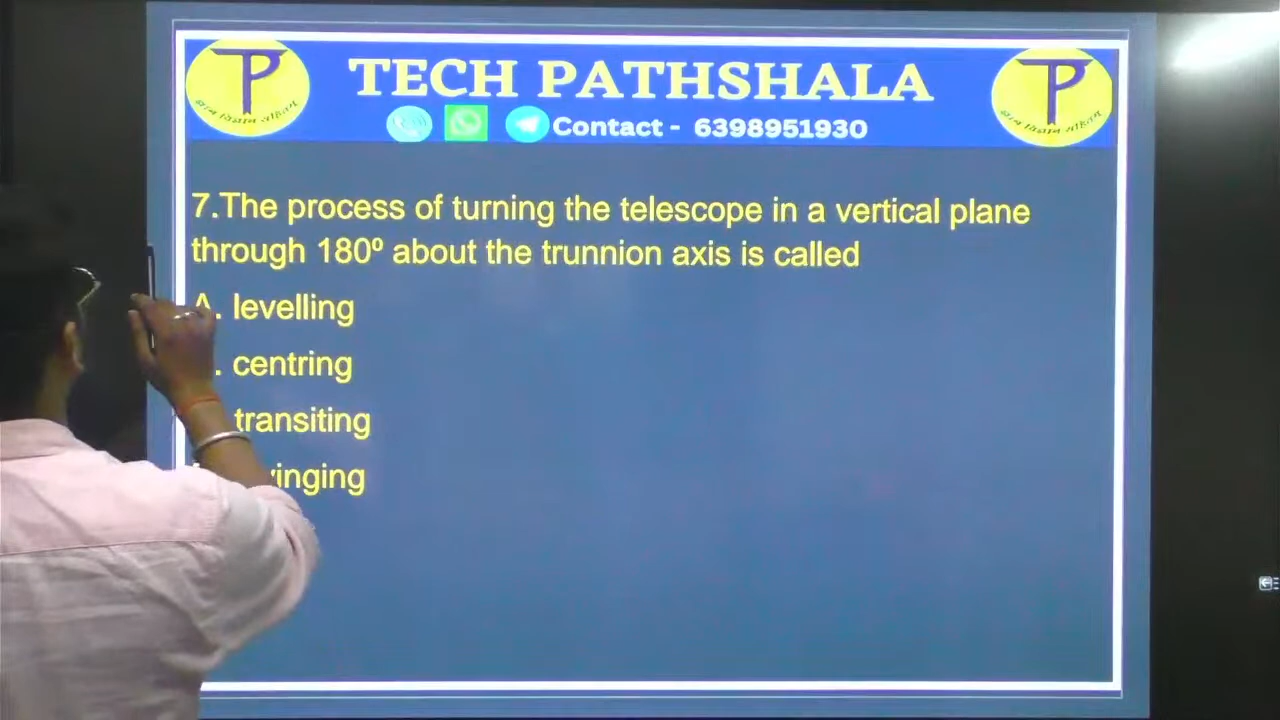 TECH PATHSHALA
Contact - 6398951930
7.The process of turning the telescope in a vertical plane
through 180º about the trunnion axis is called
A. levelling
. centring
transiting
inging